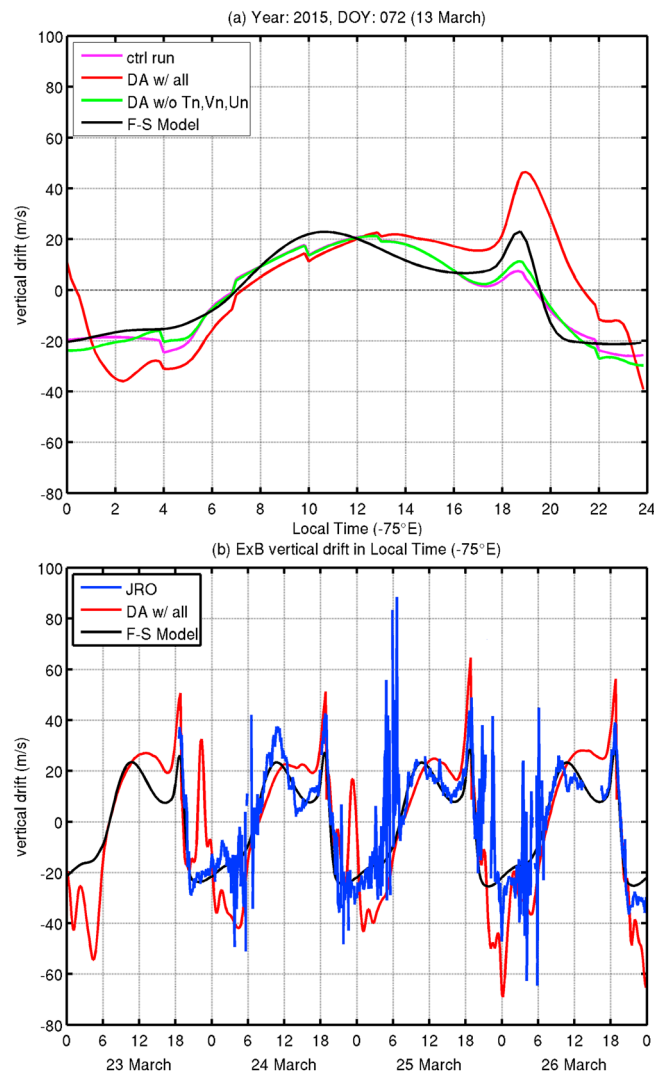 (a) Year: 2015, DOY: 072 (13 March)
100
80
60
40
20
0
-20
-40
-60
-80
vertical drift (m/s)
ctrl run
DA w/ all
DA w/o Tn,Vn,Un
F-S Model
0 2 4 6 8 10 12 14 16 18 20 22 24
Local Time (-75°E)
(b) ExB vertical drift in Local Time (-75°E)
100
80
60
40
20
0
-20
-40
-60
-80
vertical drift (m/s)
JRO
DA w/ all
F-S Model
0 6 12 18 0 6 12 18 0 6 12 18 0 6 12 18 0
23 March 24 March 25 March 26 March